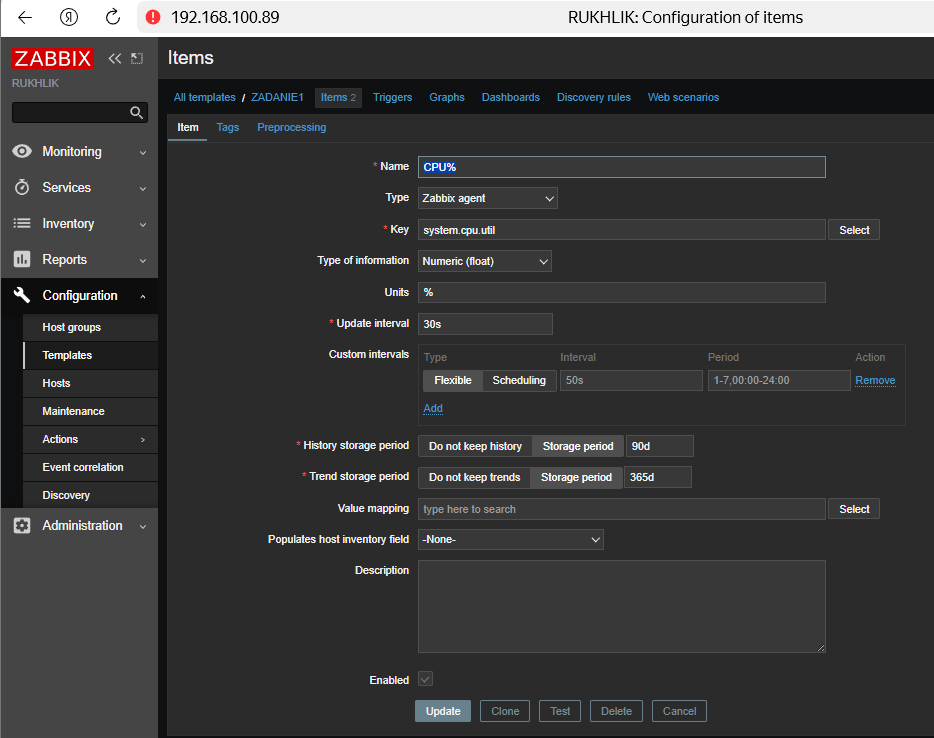 192.168.100.89 RUKHLIK: Configuration of items
ZABBIX
RUKHLIK
Monitoring
Services
Inventory
Reports
Configuration
Host groups
Templates
Hosts
Maintenance
Actions
Event correlation
Discovery
Administration
Items
All templates / ZADANIE1 Items 2 Triggers Graphs Dashboards Discovery rules Web scenarios
Item Tags Preprocessing
* Name CPU%
Type Zabbix agent
* Key system.cpu.util Select
Type of information Numeric (float)
Units %
* Update interval 30s
Custom intervals Type Interval Period Action
Flexible Scheduling 50s 1-7,00:00-24:00 Remove
Add
* History storage period Do not keep history Storage period 90d
* Trend storage period Do not keep trends Storage period 365d
Value mapping type here to search Select
Populates host inventory field -None-
Description
Enabled
Update Clone Test Delete Cancel